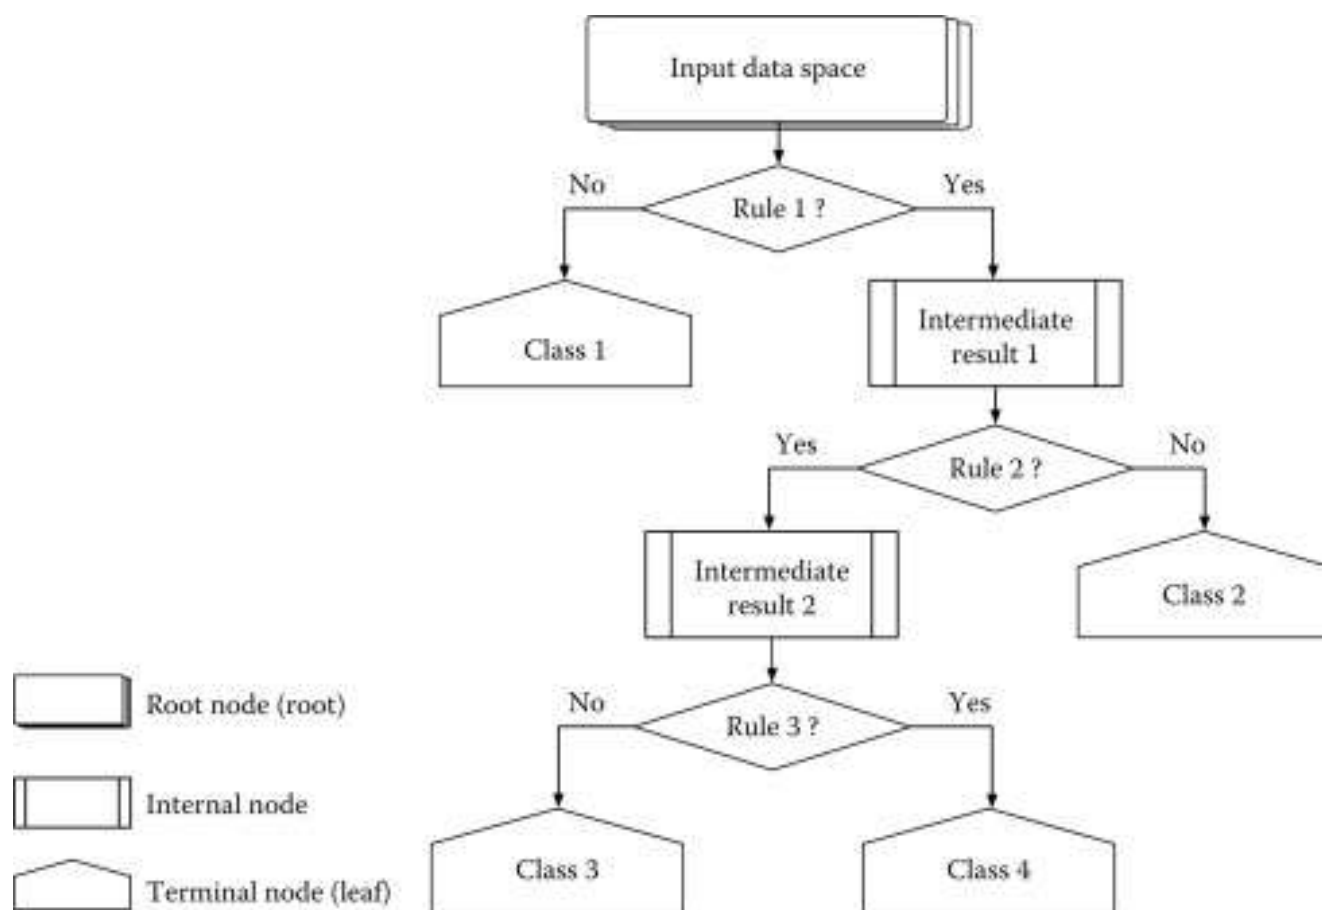 Input data space
No
Yes
Rule 1 ?
Class 1
Intermediate
result 1
Yes
No
Rule 2 ?
Intermediate
result 2
Class 2
Root node (root)
No
Yes
Rule 3 ?
Internal node
Class 3
Class 4
Terminal node (leaf)